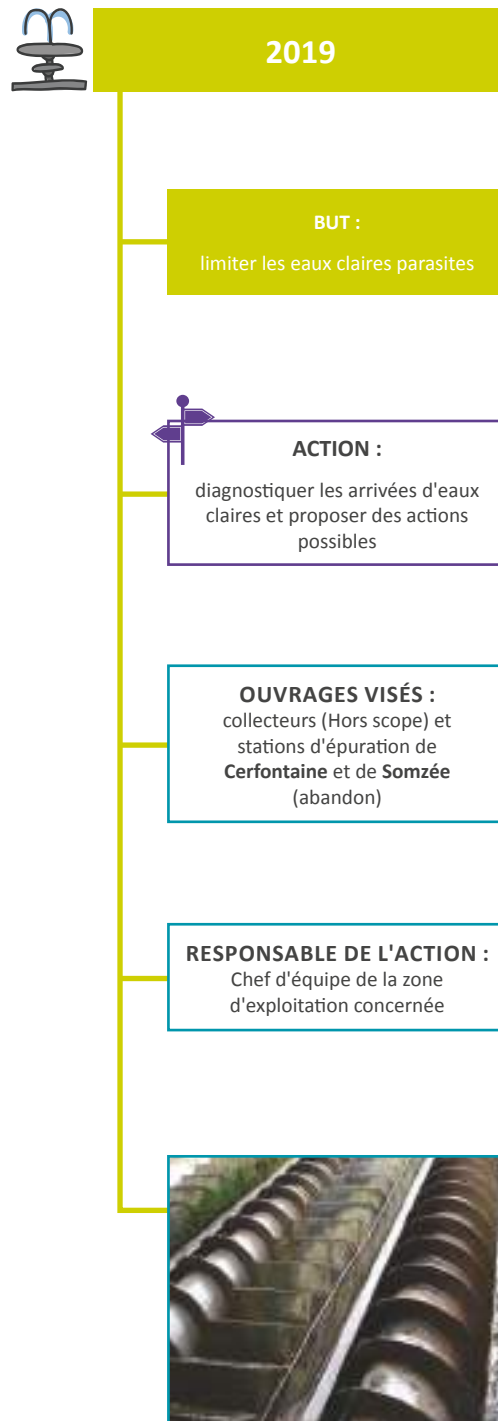 2019
BUT :
limiter les eaux claires parasites
ACTION :
diagnostiquer les arrivées d'eaux
claires et proposer des actions
possibles
OUVRAGES VISÉS :
collecteurs (Hors scope) et
stations d'épuration de
Cerfontaine et de Somzée
(abandon)
RESPONSABLE DE L'ACTION :
Chef d'équipe de la zone
d'exploitation concernée